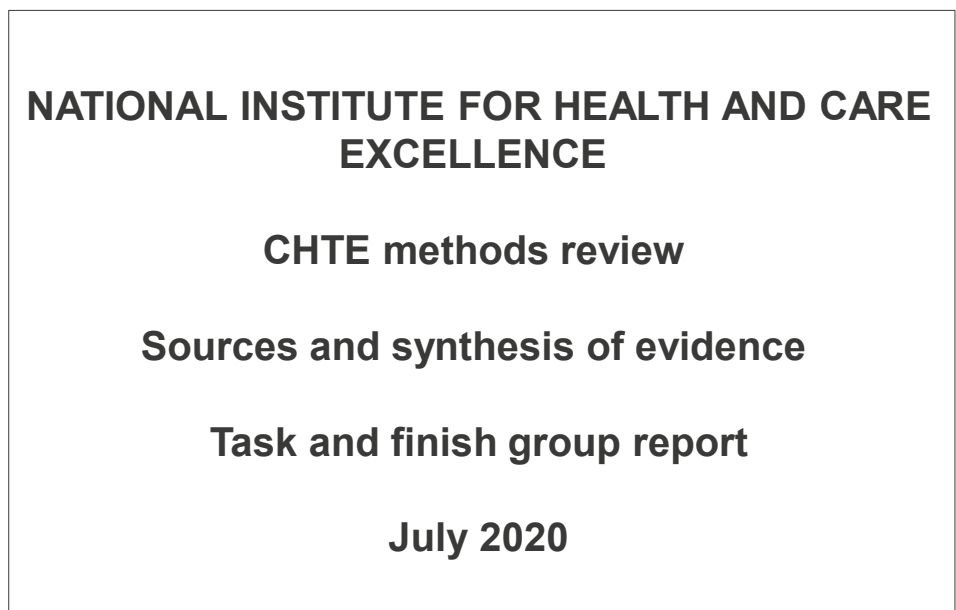 NATIONAL INSTITUTE FOR HEALTH AND CARE
EXCELLENCE
CHTE methods review
Sources and synthesis of evidence
Task and finish group report
July 2020